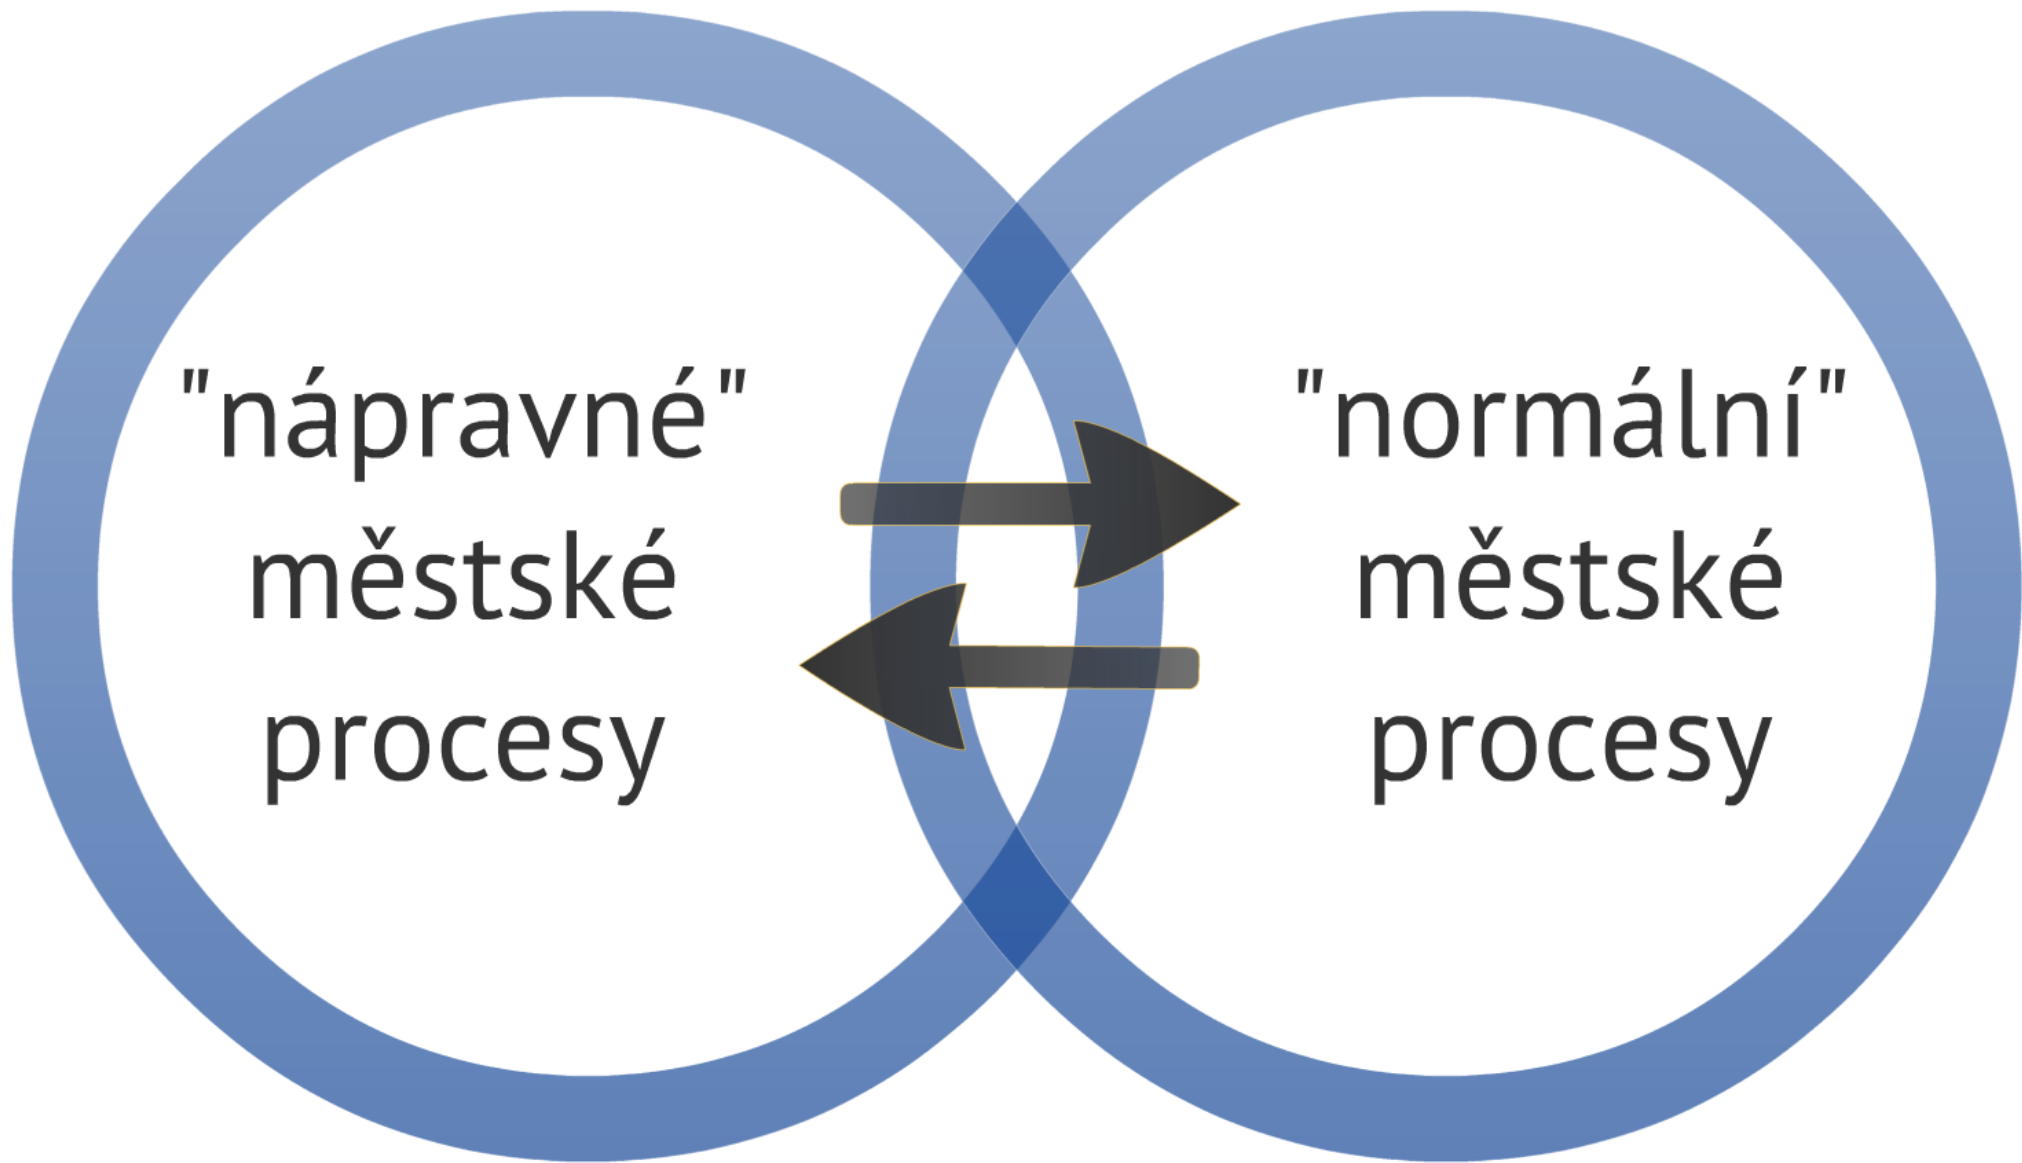 "nápravné"
městské
procesy
"normální"
městské
procesy